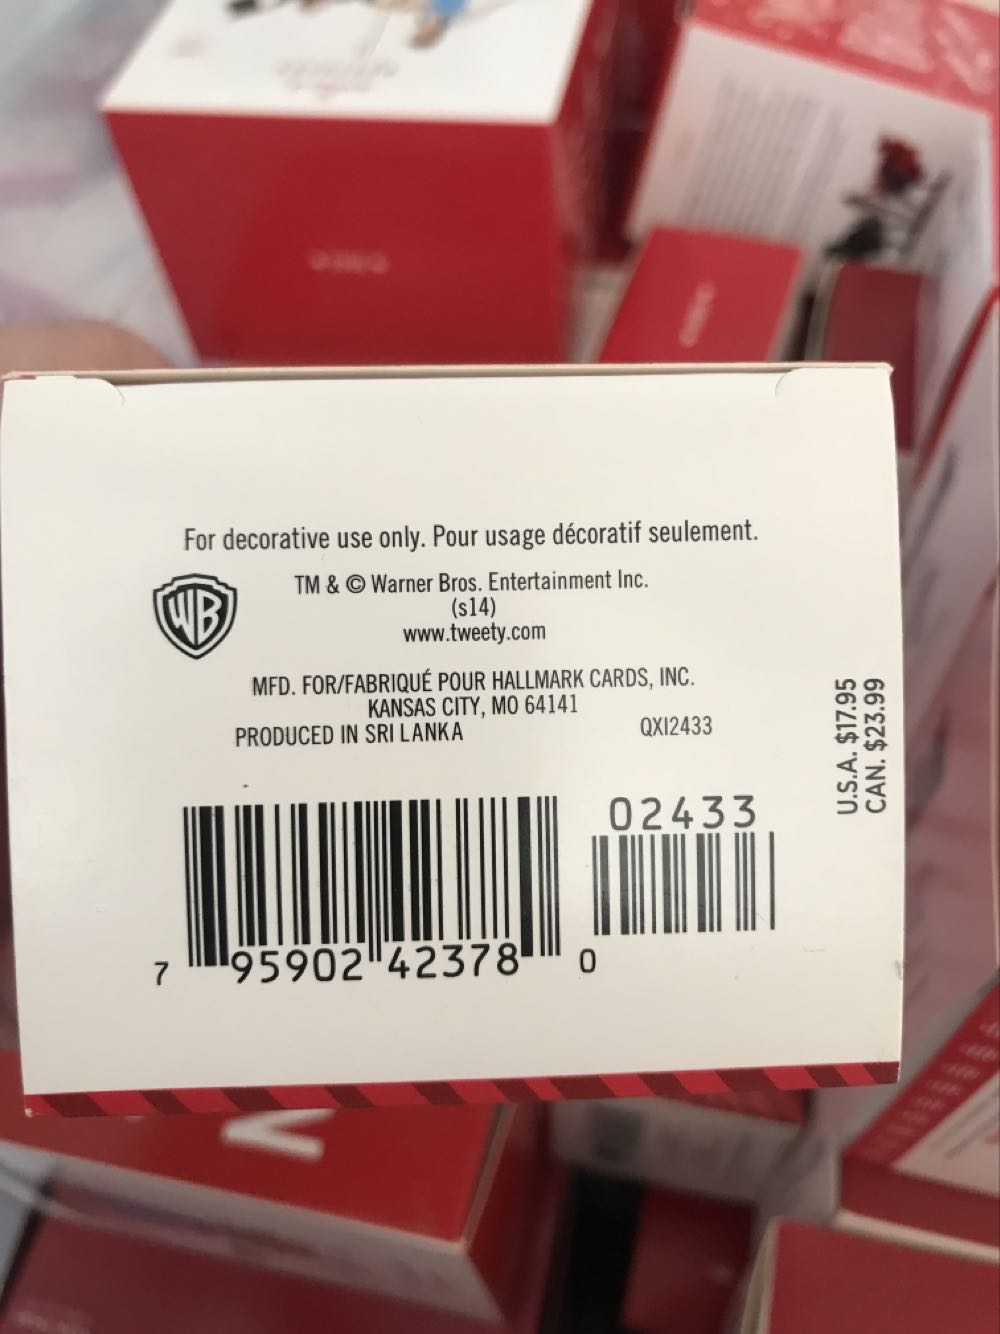 For decorative use only. Pour usage décoratif seulement.
WB
TM & © Warner Bros. Entertainment Inc.
(s14)
www.tweety.com
MFD. FOR/FABRIQUÉ POUR HALLMARK CARDS, INC.
KANSAS CITY, MO 64141
PRODUCED IN SRI LANKA QXI2433
U.S.A. $17.95
CAN. $23.99
02433
7 95902 42378 0